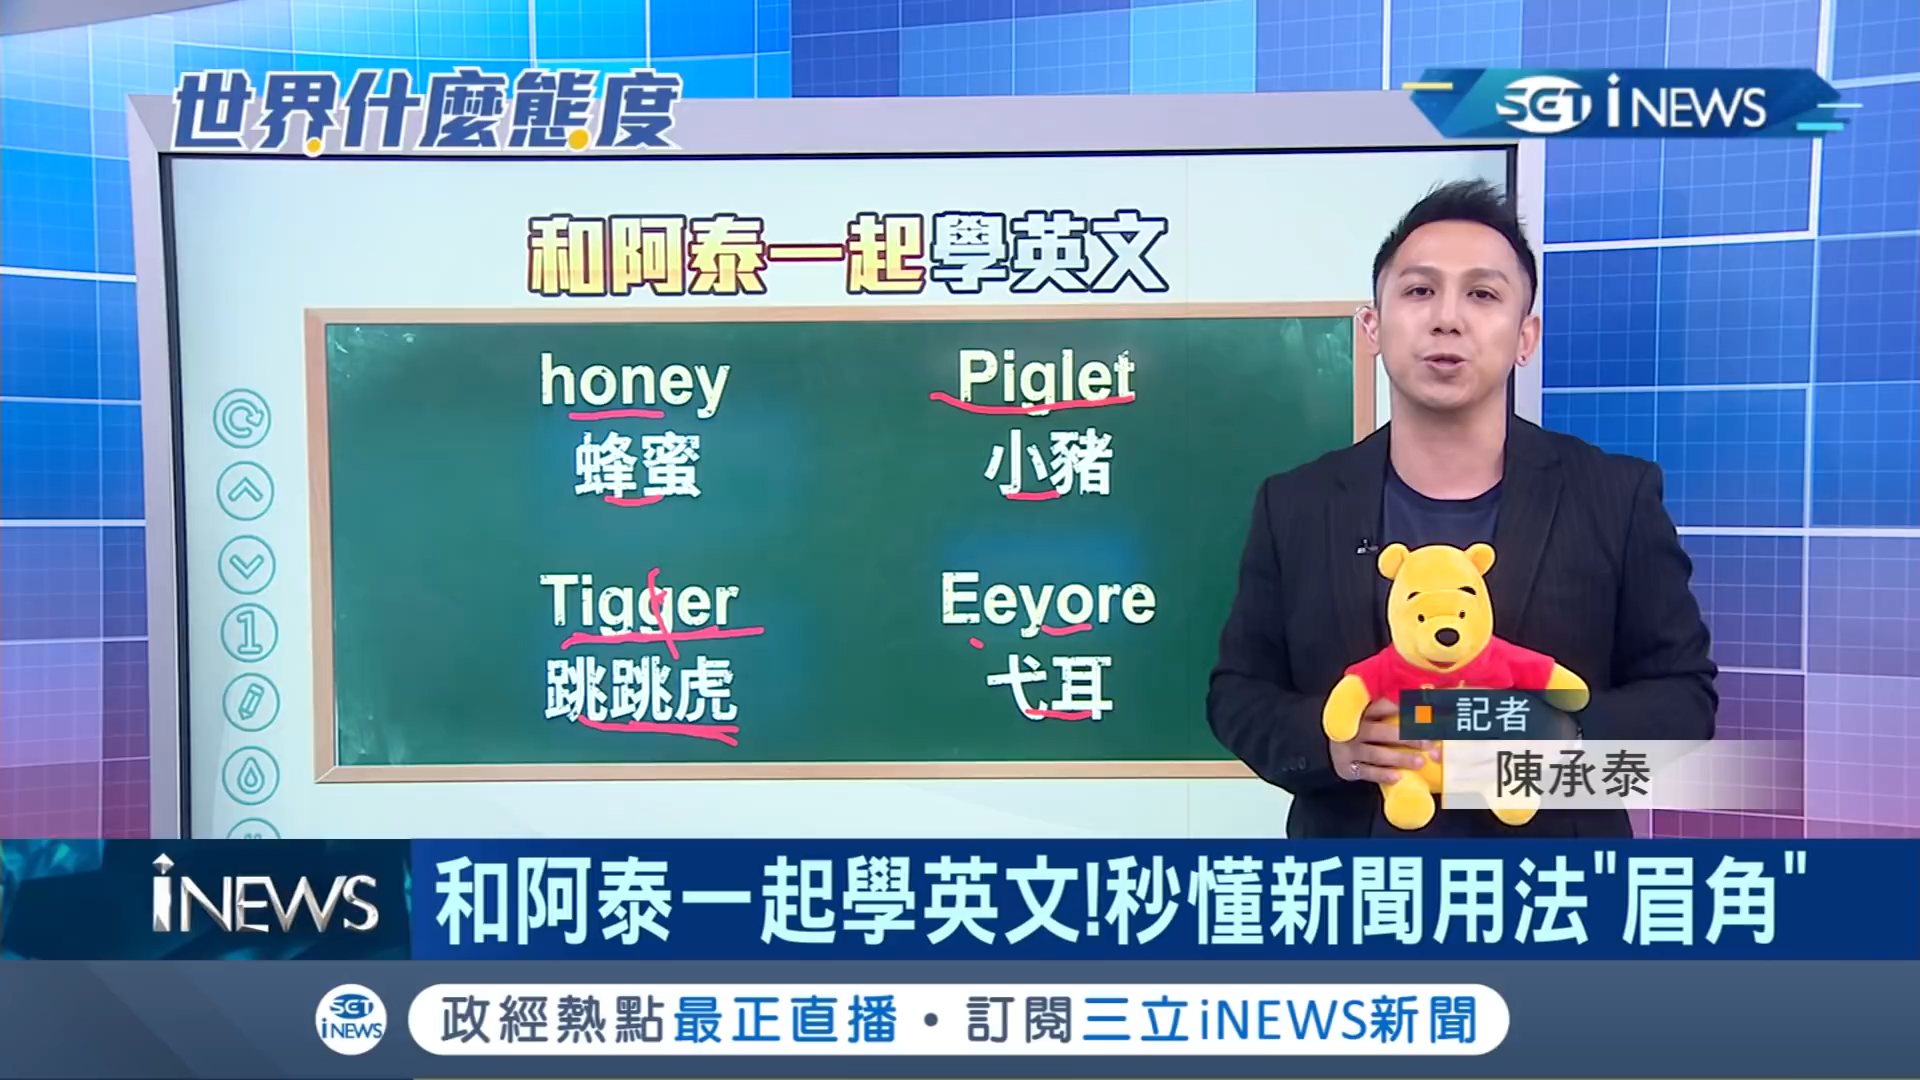 世界什麼態度
SET iNEWS
和阿泰一起學英文
honey
蜂蜜
Piglet
小豬
Tigger
跳跳虎
Eeyore
屹耳
1
記者
陳承泰
iNEWS
和阿泰一起學英文!秒懂新聞用法"眉角"
SET iNEWS
政經熱點最正直播・訂閱三立iNEWS新聞